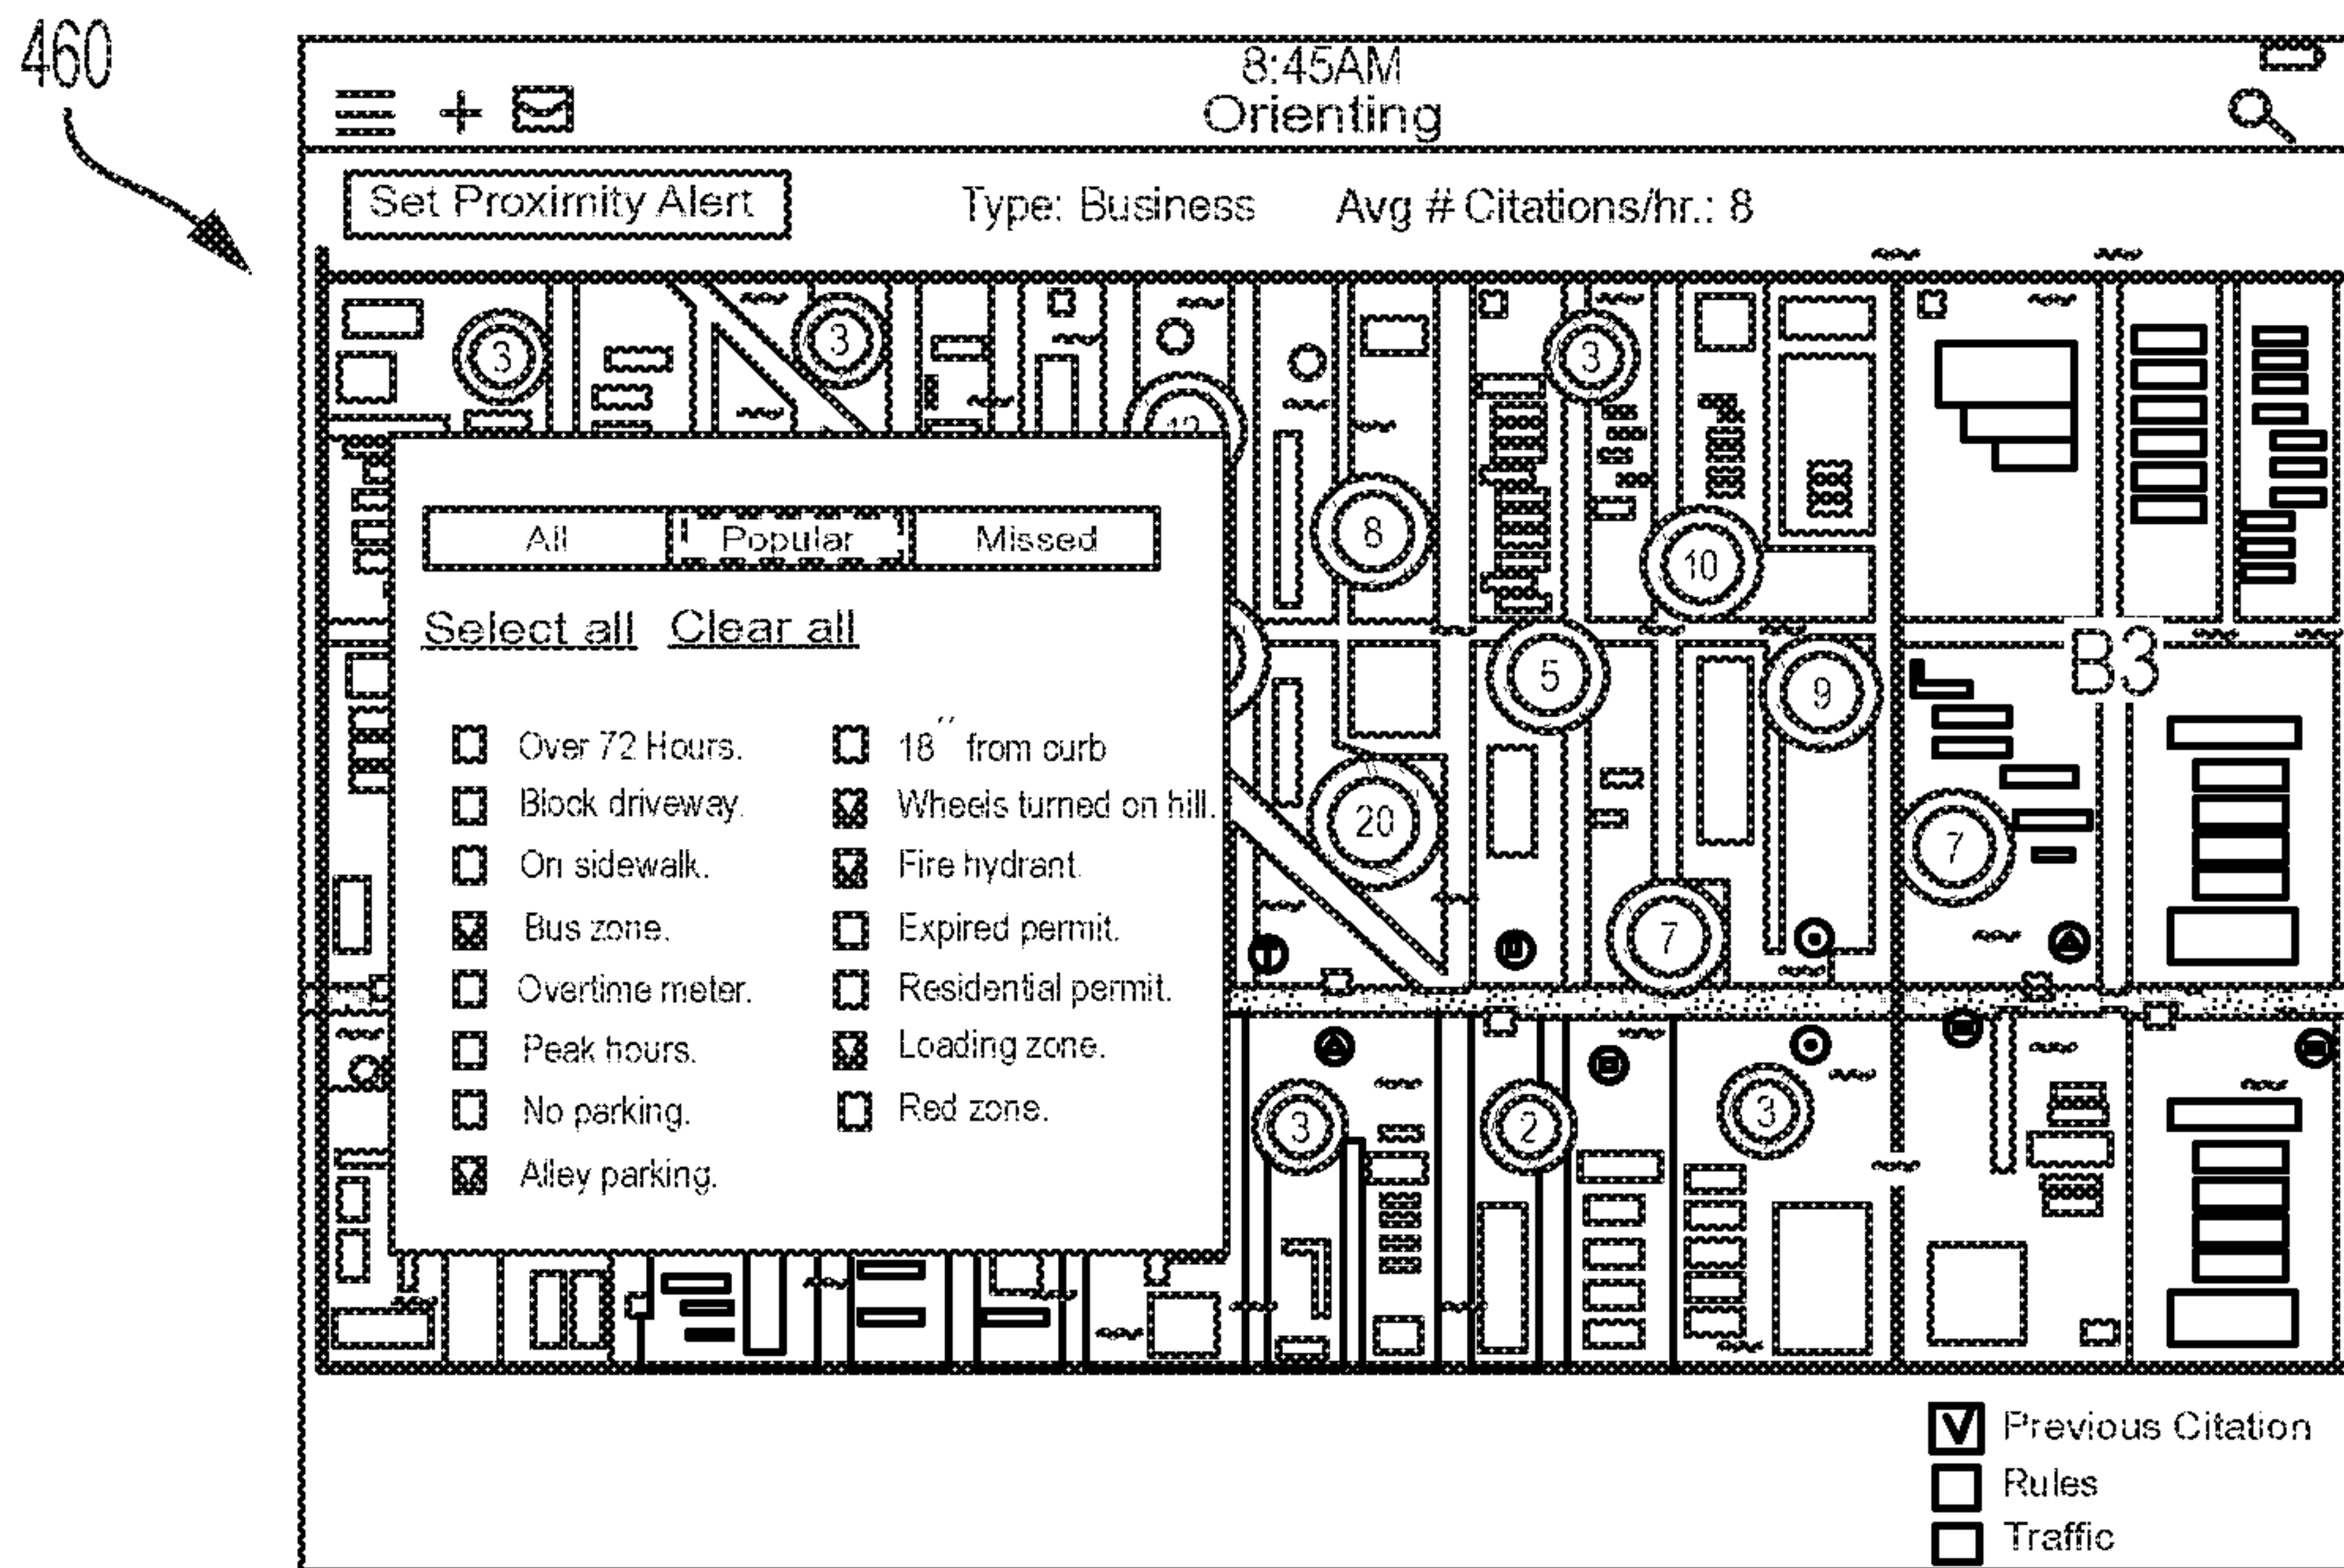 460
8:45AM
Orienting
Set Proximity Alert Type: Business Avg # Citations/hr.: 8
3 3 3
12
8
10
5
9
20
7
7
3
2
3
B3
All Popular Missed
Select all Clear all
Over 72 Hours. 18″ from curb
Block driveway. Wheels turned on hill.
On sidewalk. Fire hydrant.
Bus zone. Expired permit.
Overtime meter. Residential permit.
Peak hours. Loading zone.
No parking. Red zone.
Alley parking.
Previous Citation
Rules
Traffic